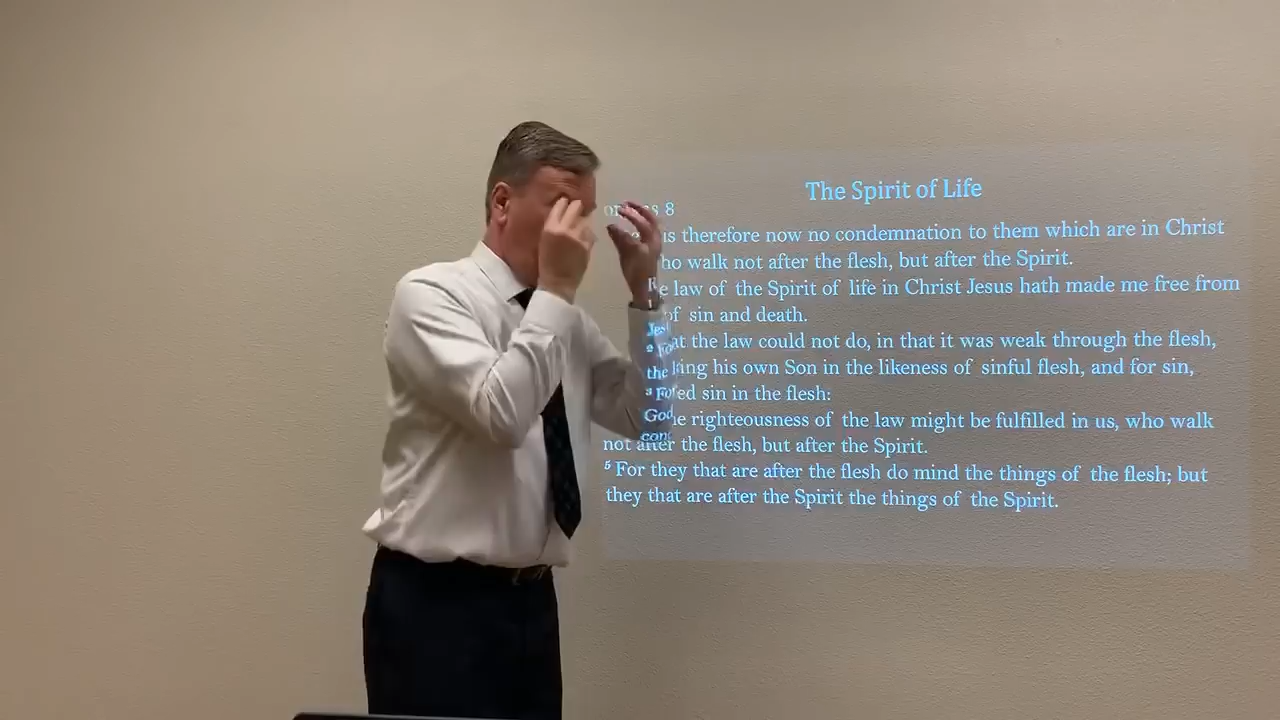 The Spirit of Life
8
is therefore now no condemnation to them which are in Christ
who walk not after the flesh, but after the Spirit.
law of the Spirit of life in Christ Jesus hath made me free from
of sin and death.
the law could not do, in that it was weak through the flesh,
his own Son in the likeness of sinful flesh, and for sin,
sin in the flesh:
righteousness of the law might be fulfilled in us, who walk
not after the flesh, but after the Spirit.
⁵ For they that are after the flesh do mind the things of the flesh; but
they that are after the Spirit the things of the Spirit.